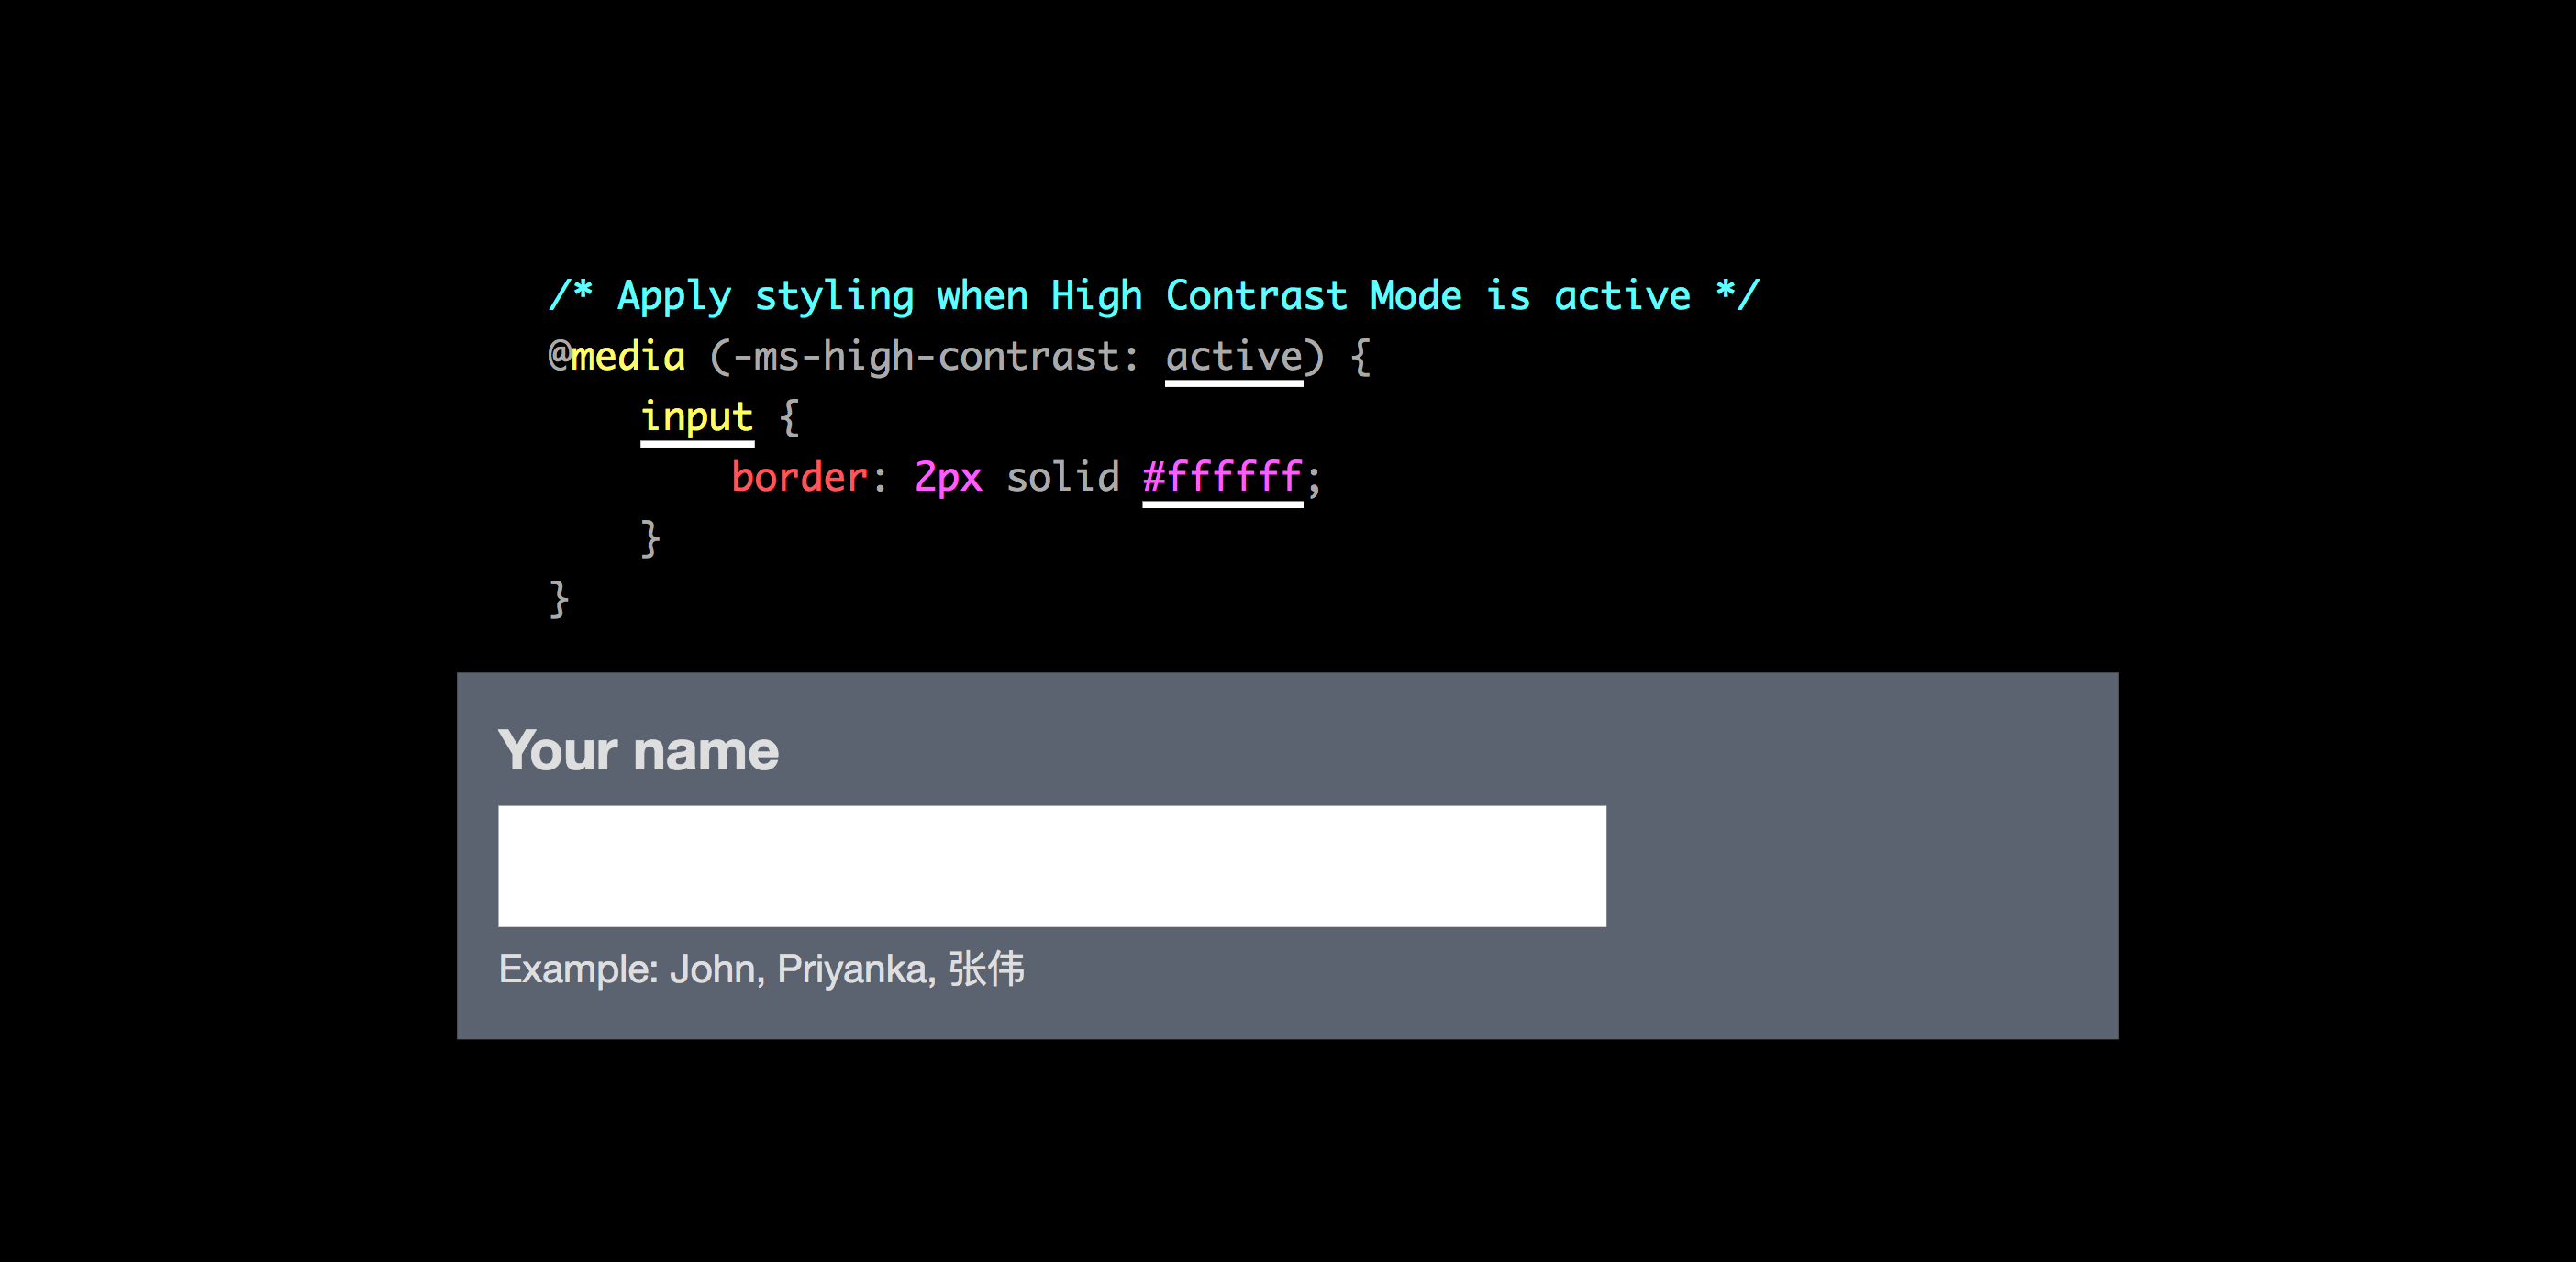 /* Apply styling when High Contrast Mode is active */
@media (-ms-high-contrast: active) {
    input {
        border: 2px solid #ffffff;
    }
}
Your name
Example: John, Priyanka, 张伟